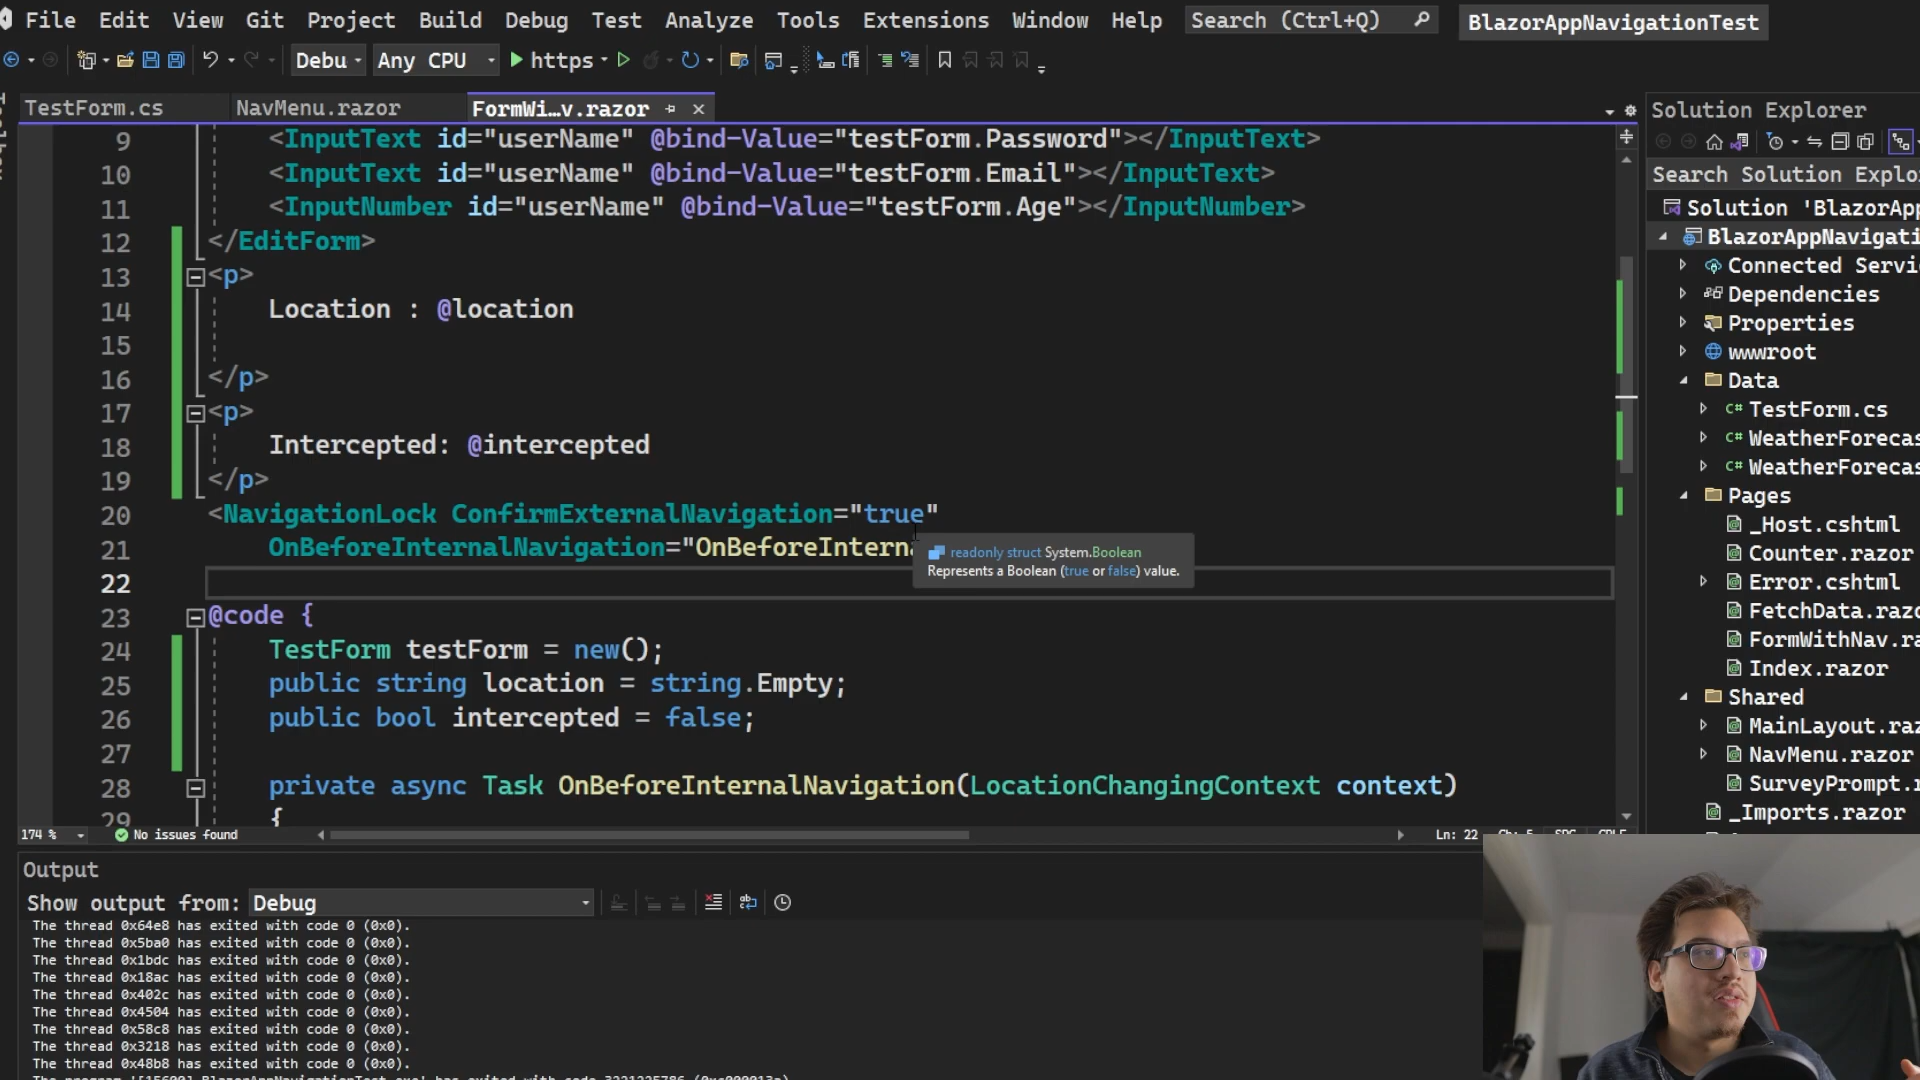 File Edit View Git Project Build Debug Test Analyze Tools Extensions Window Help Search (Ctrl+Q) BlazorAppNavigationTest
Debu Any CPU https
TestForm.cs NavMenu.razor FormWi…v.razor
9 <InputText id="userName" @bind-Value="testForm.Password"></InputText>
10 <InputText id="userName" @bind-Value="testForm.Email"></InputText>
11 <InputNumber id="userName" @bind-Value="testForm.Age"></InputNumber>
12 </EditForm>
13 <p>
14 Location : @location
15
16 </p>
17 <p>
18 Intercepted: @intercepted
19 </p>
20 <NavigationLock ConfirmExternalNavigation="true"
21 OnBeforeInternalNavigation="OnBeforeInterna
readonly struct System.Boolean
Represents a Boolean (true or false) value.
22
23 @code {
24 TestForm testForm = new();
25 public string location = string.Empty;
26 public bool intercepted = false;
27
28 private async Task OnBeforeInternalNavigation(LocationChangingContext context)
29 {
174 % No issues found Ln: 22
Solution Explorer
Search Solution Explo
Solution 'BlazorApp
BlazorAppNavigati
Connected Servi
Dependencies
Properties
wwwroot
Data
C# TestForm.cs
C# WeatherForecas
C# WeatherForecas
Pages
_Host.cshtml
Counter.razor
Error.cshtml
FetchData.razo
FormWithNav.ra
Index.razor
Shared
MainLayout.raz
NavMenu.razor
SurveyPrompt.r
_Imports.razor
Output
Show output from: Debug
The thread 0x64e8 has exited with code 0 (0x0).
The thread 0x5ba0 has exited with code 0 (0x0).
The thread 0x1bdc has exited with code 0 (0x0).
The thread 0x18ac has exited with code 0 (0x0).
The thread 0x402c has exited with code 0 (0x0).
The thread 0x4504 has exited with code 0 (0x0).
The thread 0x58c8 has exited with code 0 (0x0).
The thread 0x3218 has exited with code 0 (0x0).
The thread 0x48b8 has exited with code 0 (0x0).